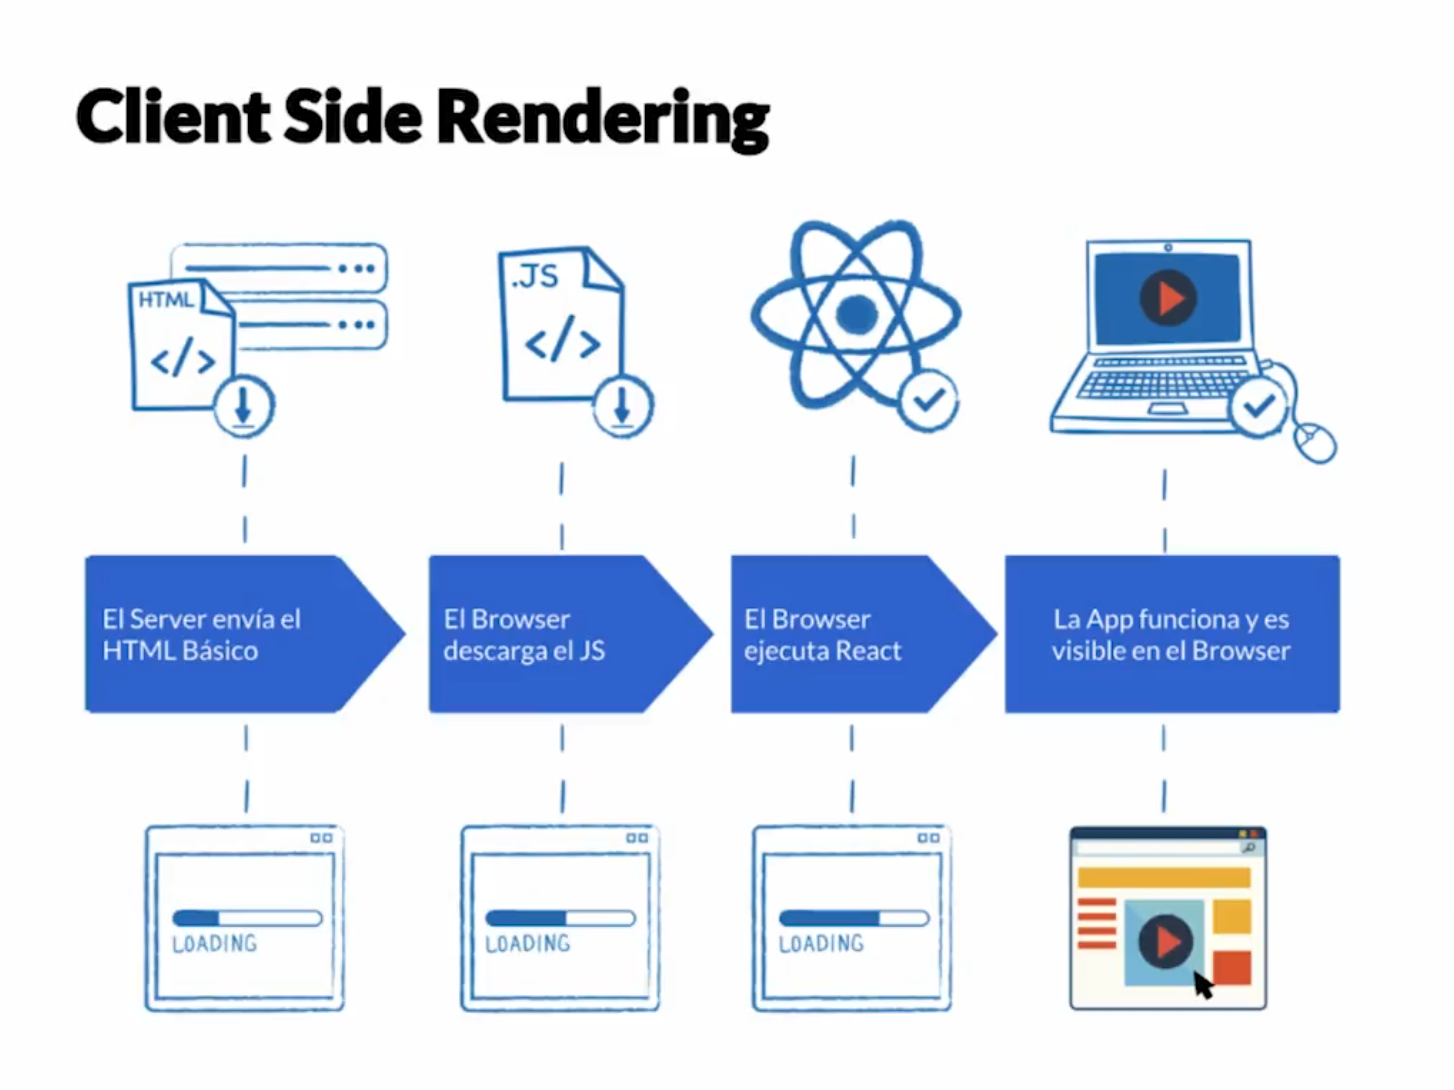 Client Side Rendering
HTML
.JS
</>
</>
El Server envía el
HTML Básico
El Browser
descarga el JS
El Browser
ejecuta React
La App funciona y es
visible en el Browser
LOADING
LOADING
LOADING